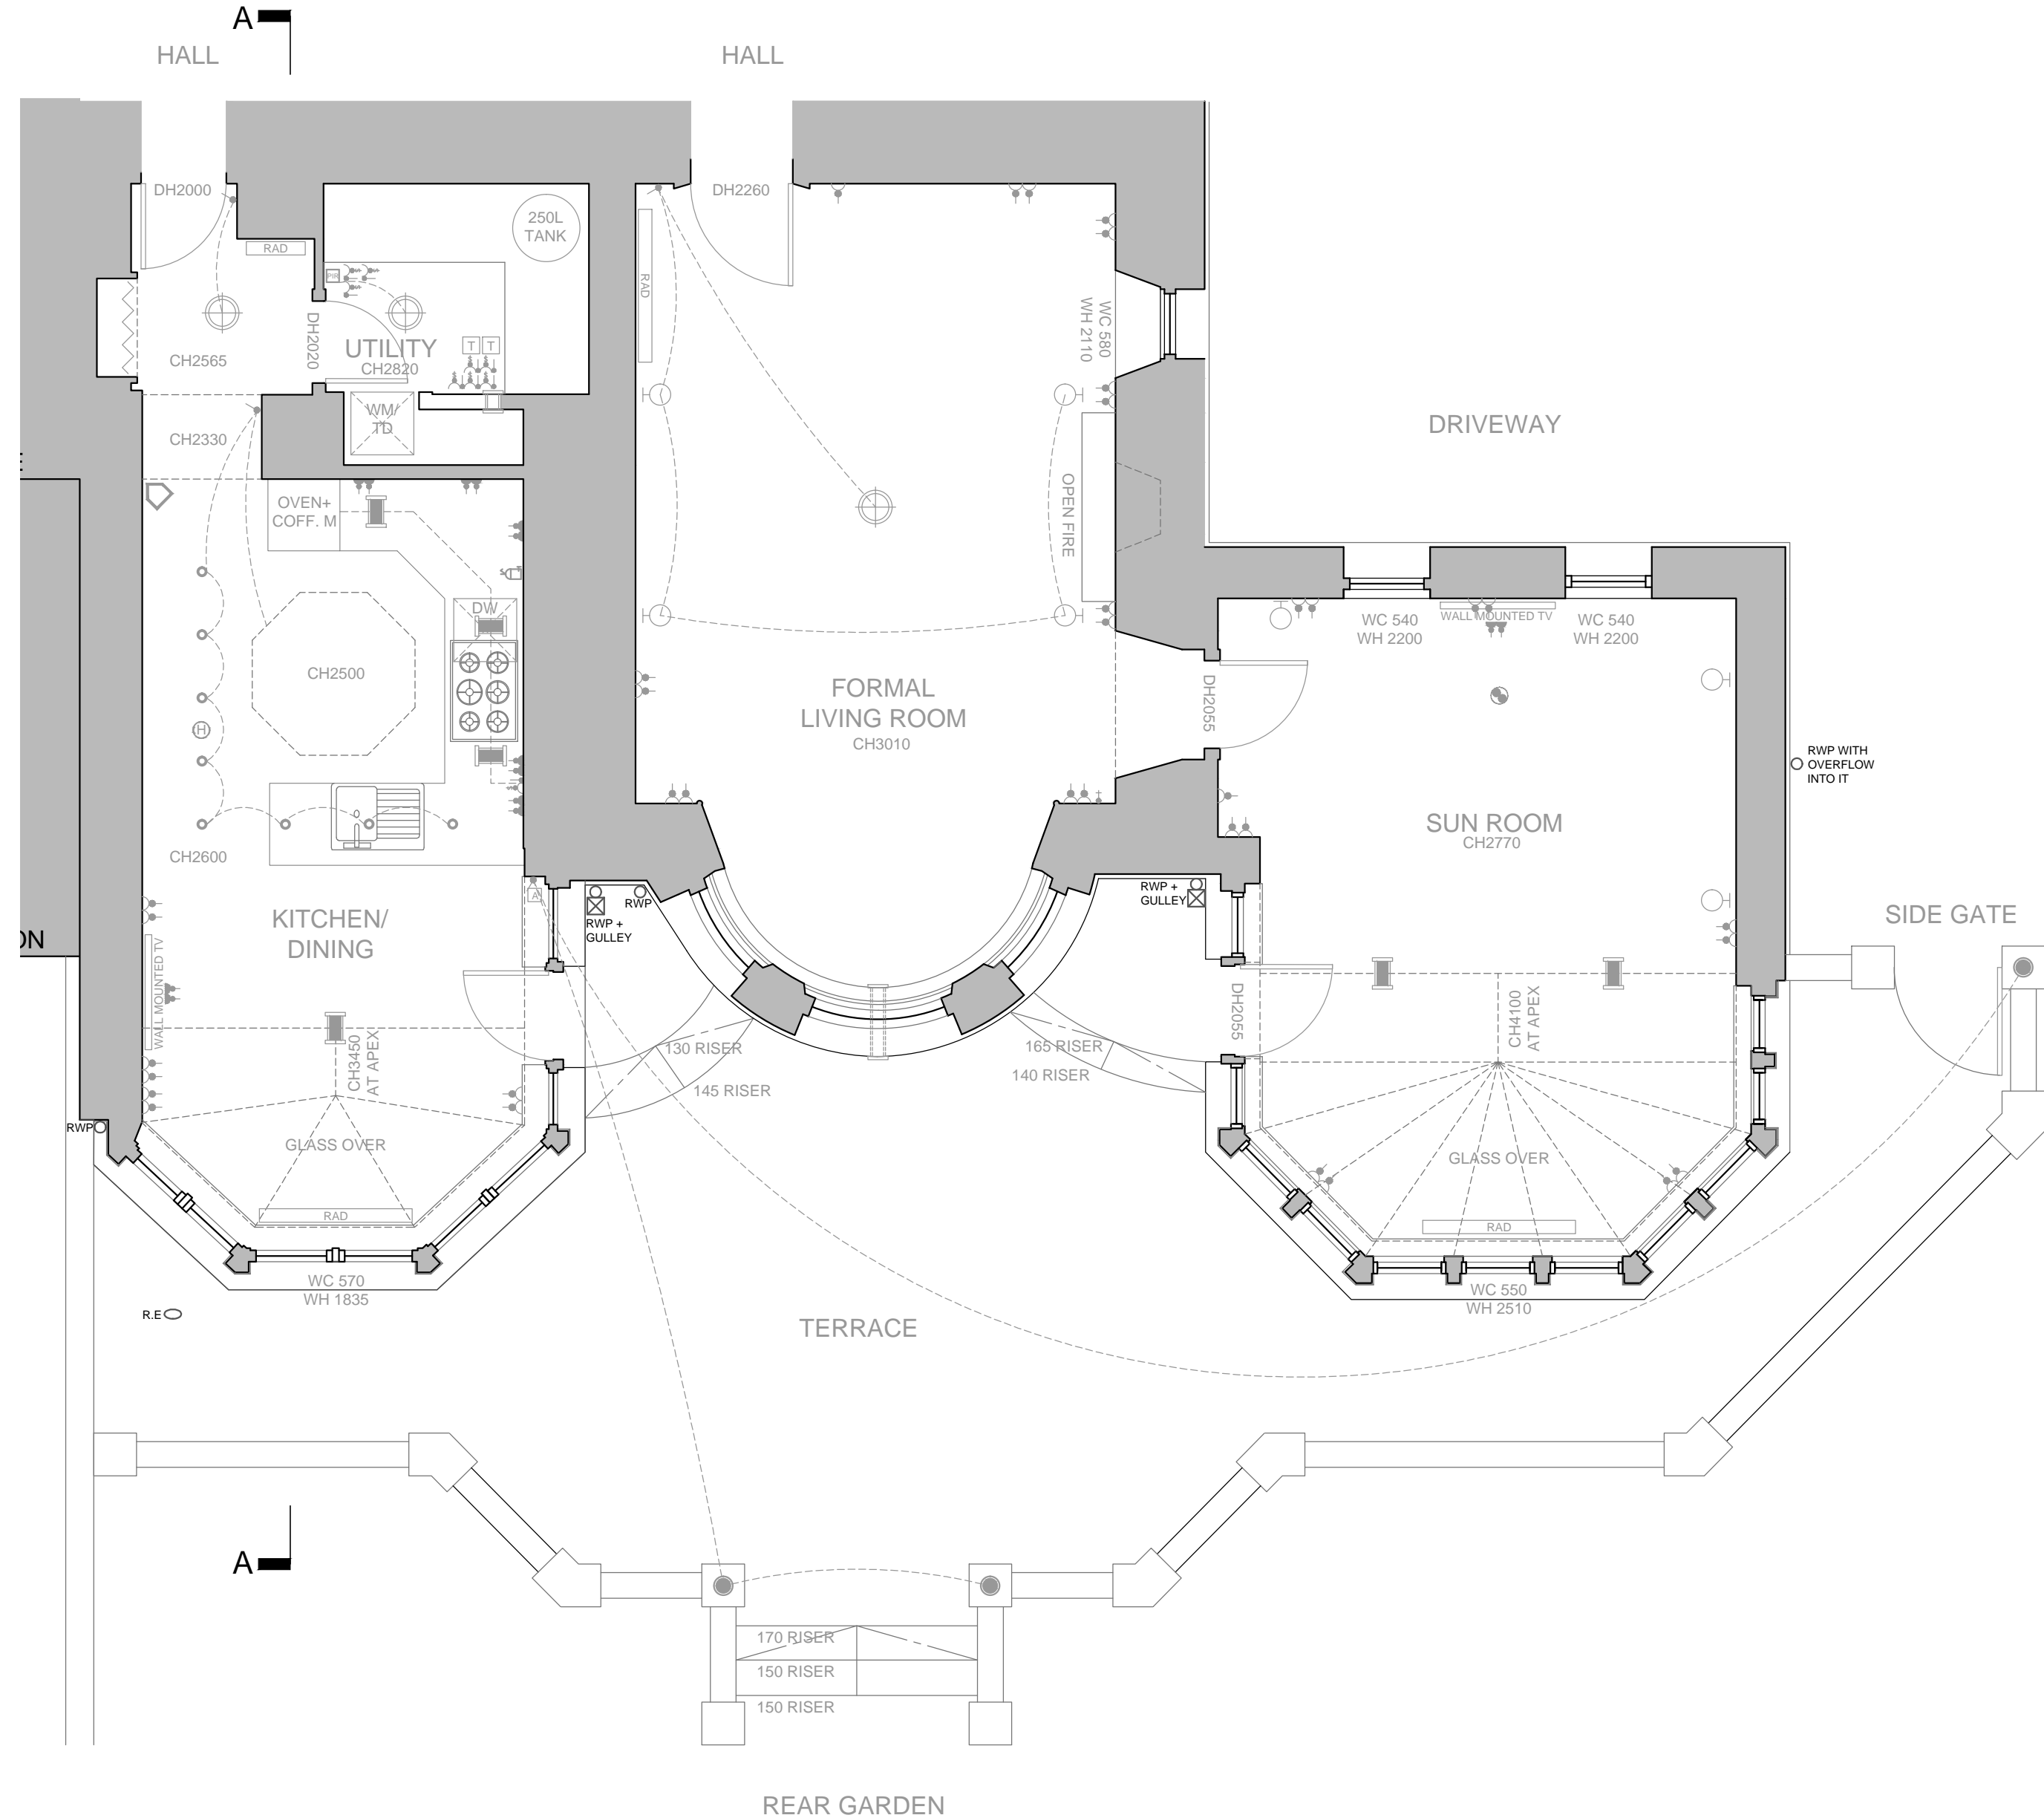 A
HALL
HALL
DH2000
DH2260
250L
TANK
RAD
PIR
RAD
DH2020
UTILITY
CH2820
T
T
CH2565
WC 580
WH 2110
WM/
TD
CH2330
DRIVEWAY
OVEN+
COFF. M
OPEN FIRE
DW
CH2500
H
WC 540
WH 2200
WALL MOUNTED TV
WC 540
WH 2200
FORMAL
LIVING ROOM
CH3010
DH2055
RWP WITH
OVERFLOW
INTO IT
SUN ROOM
CH2770
CH2600
A
RWP
RWP +
GULLEY
RWP +
GULLEY
KITCHEN/
DINING
SIDE GATE
ON
WALL MOUNTED TV
DH2055
CH4100
AT APEX
CH3450
AT APEX
130 RISER
145 RISER
165 RISER
140 RISER
RWP
GLASS OVER
GLASS OVER
RAD
RAD
WC 570
WH 1835
WC 550
WH 2510
R.E
TERRACE
A
170 RISER
150 RISER
150 RISER
REAR GARDEN